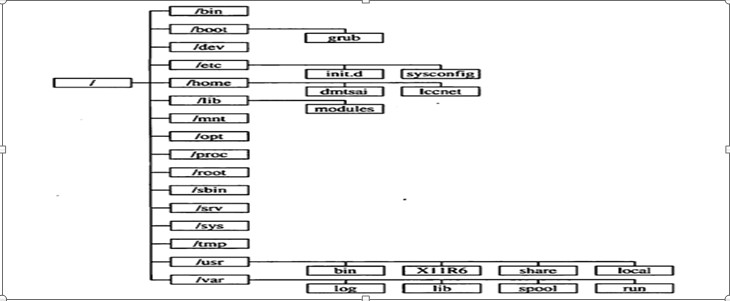 /bin
/boot
grub
/dev
/etc
init.d sysconfig
/ /home
dmtsai lccnet
/lib
modules
/mnt
/opt
/proc
/root
/sbin
/srv
/sys
/tmp
/usr
bin X11R6 share local
/var
log lib spool run